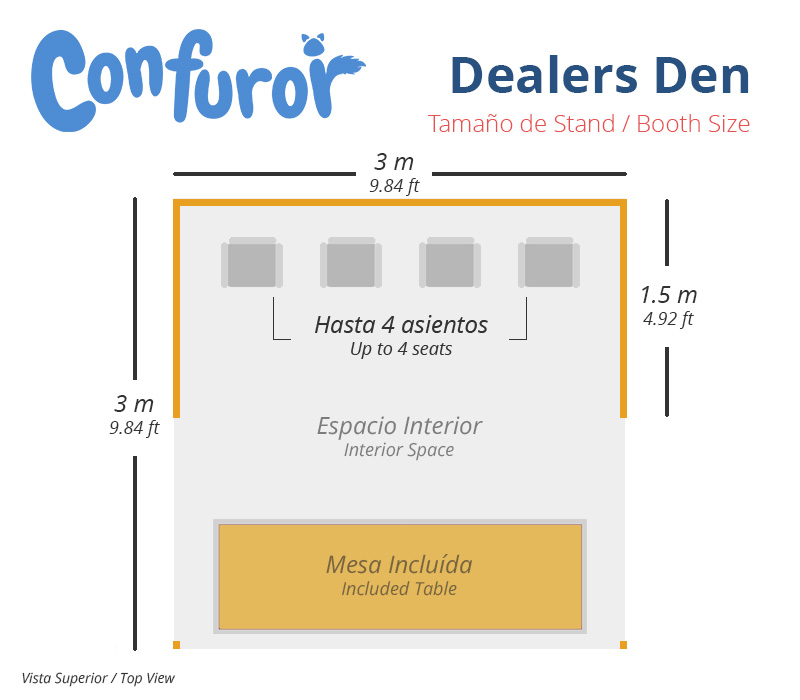 Confuror
Dealers Den
Tamaño de Stand / Booth Size
3 m
9.84 ft
1.5 m
4.92 ft
Hasta 4 asientos
Up to 4 seats
3 m
9.84 ft
Espacio Interior
Interior Space
Mesa Incluída
Included Table
Vista Superior / Top View